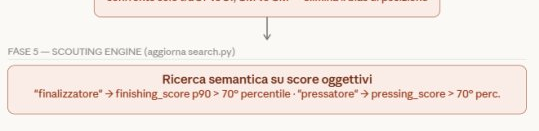 FASE 5 — SCOUTING ENGINE (aggiorna search.py)
Ricerca semantica su score oggettivi
"finalizzatore" → finishing_score p90 > 70° percentile · "pressatore" → pressing_score > 70° perc.